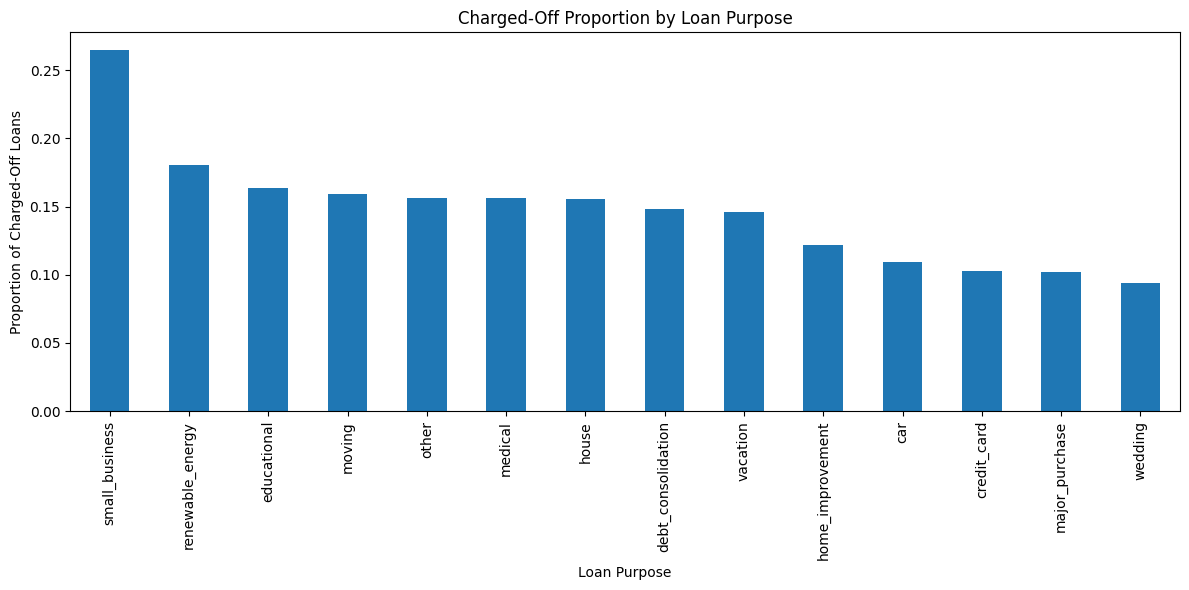 Charged-Off Proportion by Loan Purpose
Proportion of Charged-Off Loans
0.25
0.20
0.15
0.10
0.05
0.00
small_business
renewable_energy
educational
moving
other
medical
house
debt_consolidation
vacation
home_improvement
car
credit_card
major_purchase
wedding
Loan Purpose